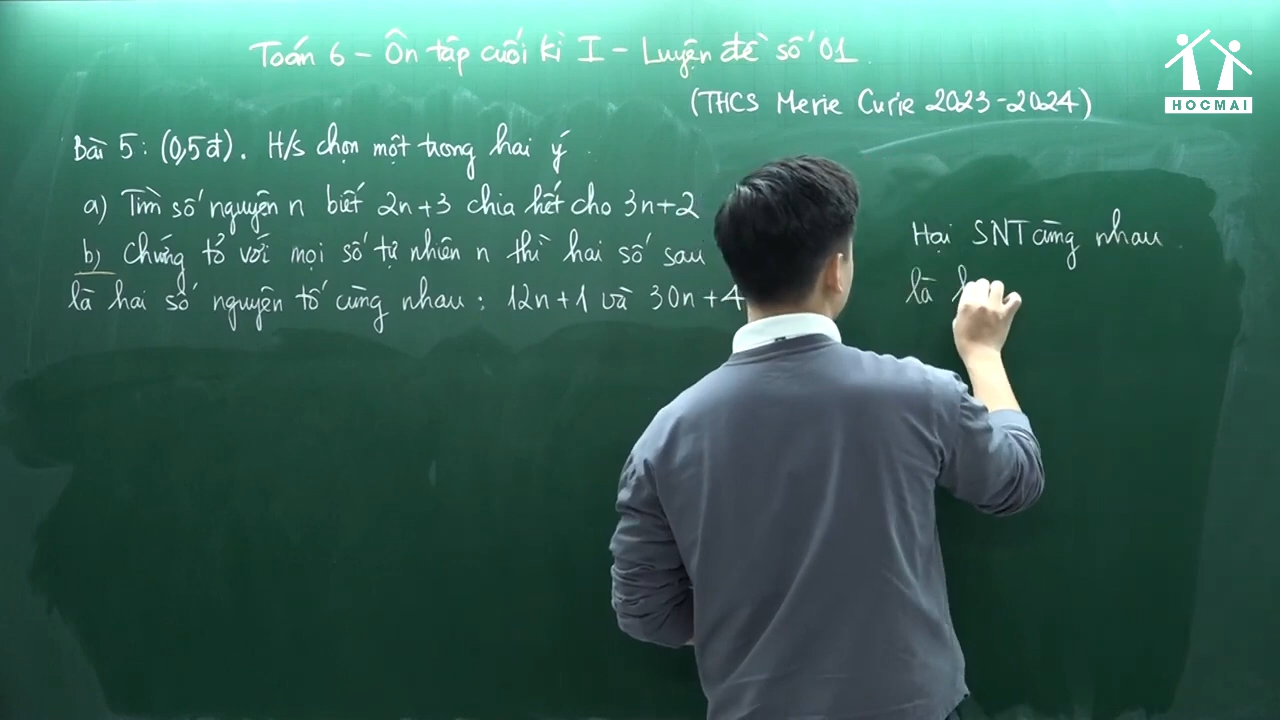 Toán 6 - Ôn tập cuối kì I - Luyện đề số 01.
(THCS Merie Curie 2023-2024)
HOCMAI
Bài 5: (0,5đ). H/s chọn một trong hai ý.
a) Tìm số nguyên n biết 2n+3 chia hết cho 3n+2
b) Chứng tỏ với mọi số tự nhiên n thì hai số sau
là hai số nguyên tố cùng nhau: 12n+1 và 30n+4
Hai SNT cùng nhau
là